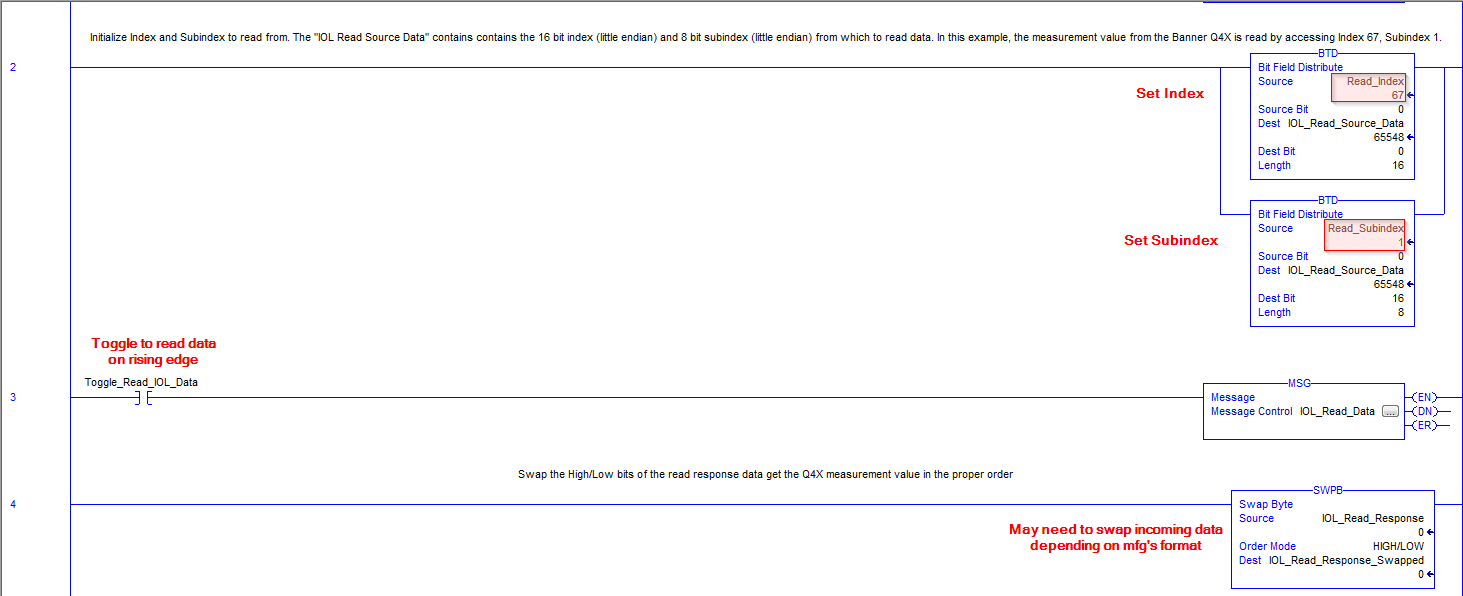 Initialize Index and Subindex to read from. The "IOL Read Source Data" contains contains the 16 bit index (little endian) and 8 bit subindex (little endian) from which to read data. In this example, the measurement value from the Banner Q4X is read by accessing Index 67, Subindex 1.
2
Set Index
BTD
Bit Field Distribute
Source Read_Index
67
Source Bit 0
Dest IOL_Read_Source_Data
65548
Dest Bit 0
Length 16
Set Subindex
BTD
Bit Field Distribute
Source Read_Subindex
1
Source Bit 0
Dest IOL_Read_Source_Data
65548
Dest Bit 16
Length 8
Toggle to read data
on rising edge
Toggle_Read_IOL_Data
3
MSG
Message
Message Control IOL_Read_Data ...
(EN)
(DN)
(ER)
Swap the High/Low bits of the read response data get the Q4X measurement value in the proper order
4
May need to swap incoming data
depending on mfg's format
SWPB
Swap Byte
Source IOL_Read_Response
0
Order Mode HIGH/LOW
Dest IOL_Read_Response_Swapped
0